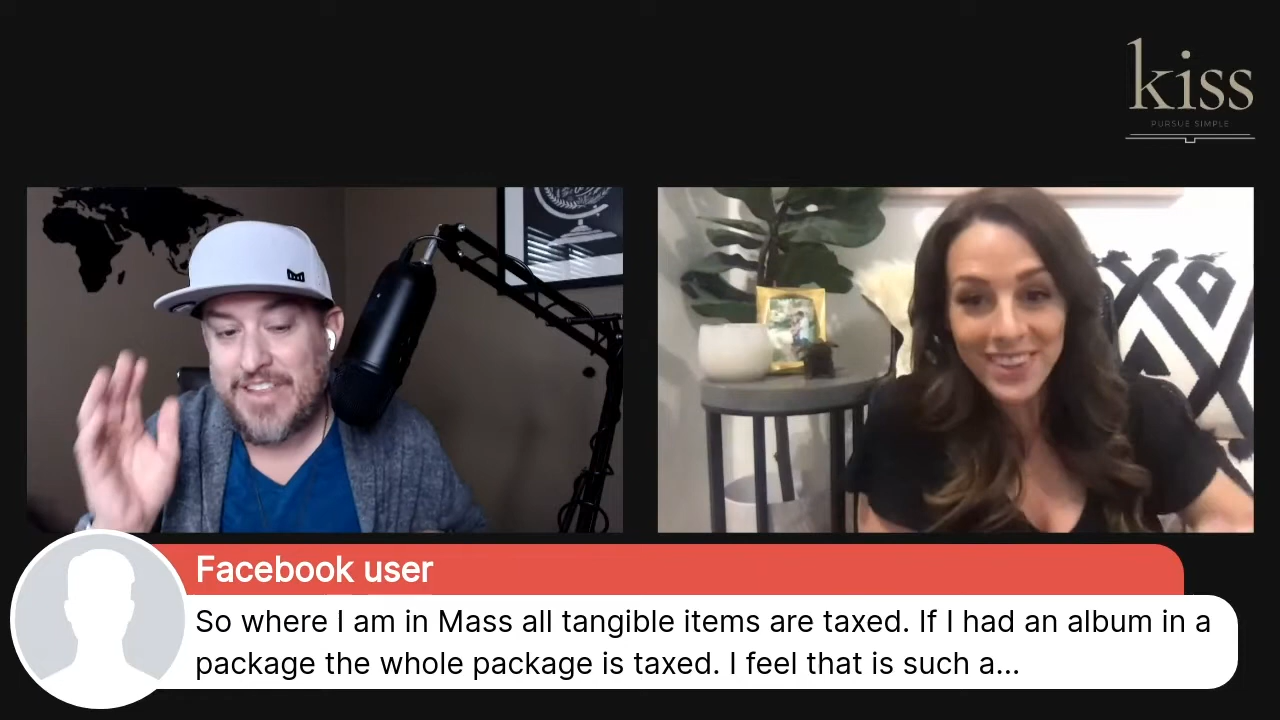 kiss
PURSUE SIMPLE
Facebook user
So where I am in Mass all tangible items are taxed. If I had an album in a
package the whole package is taxed. I feel that is such a...